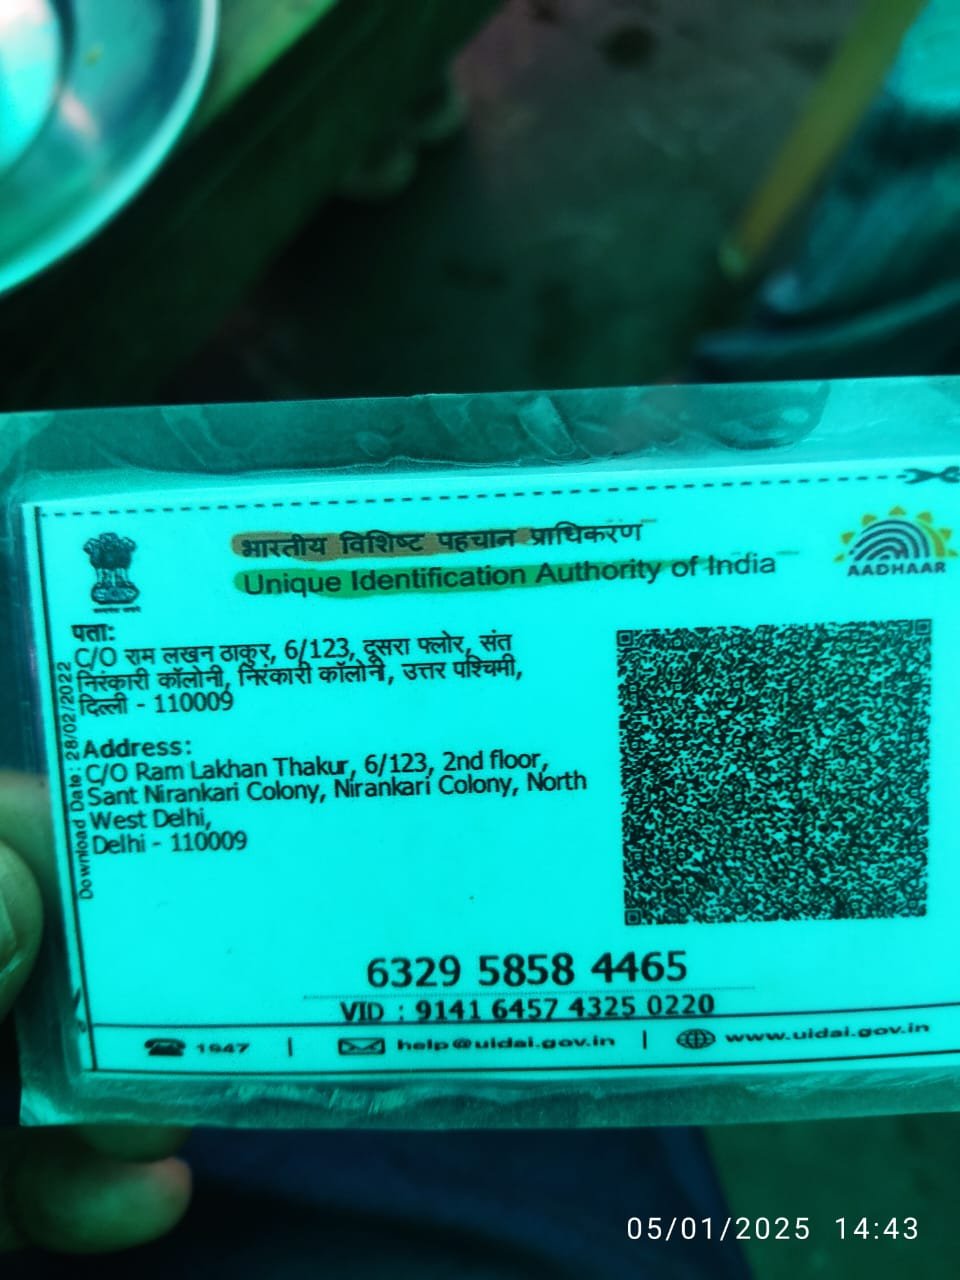 भारतीय विशिष्ट पहचान प्राधिकरण
Unique Identification Authority of India
AADHAAR
पता:
C/O राम लखन ठाकुर, 6/123, दूसरा फ्लोर, संत
निरंकारी कॉलोनी, निरंकारी कॉलोनी, उत्तर पश्चिमी,
दिल्ली - 110009
Address:
C/O Ram Lakhan Thakur, 6/123, 2nd floor,
Sant Nirankari Colony, Nirankari Colony, North
West Delhi,
Delhi - 110009
Download Date: 28/02/2022
6329 5858 4465
VID : 9141 6457 4325 0220
1947 | help@uidai.gov.in | www.uidai.gov.in
05/01/2025 14:43